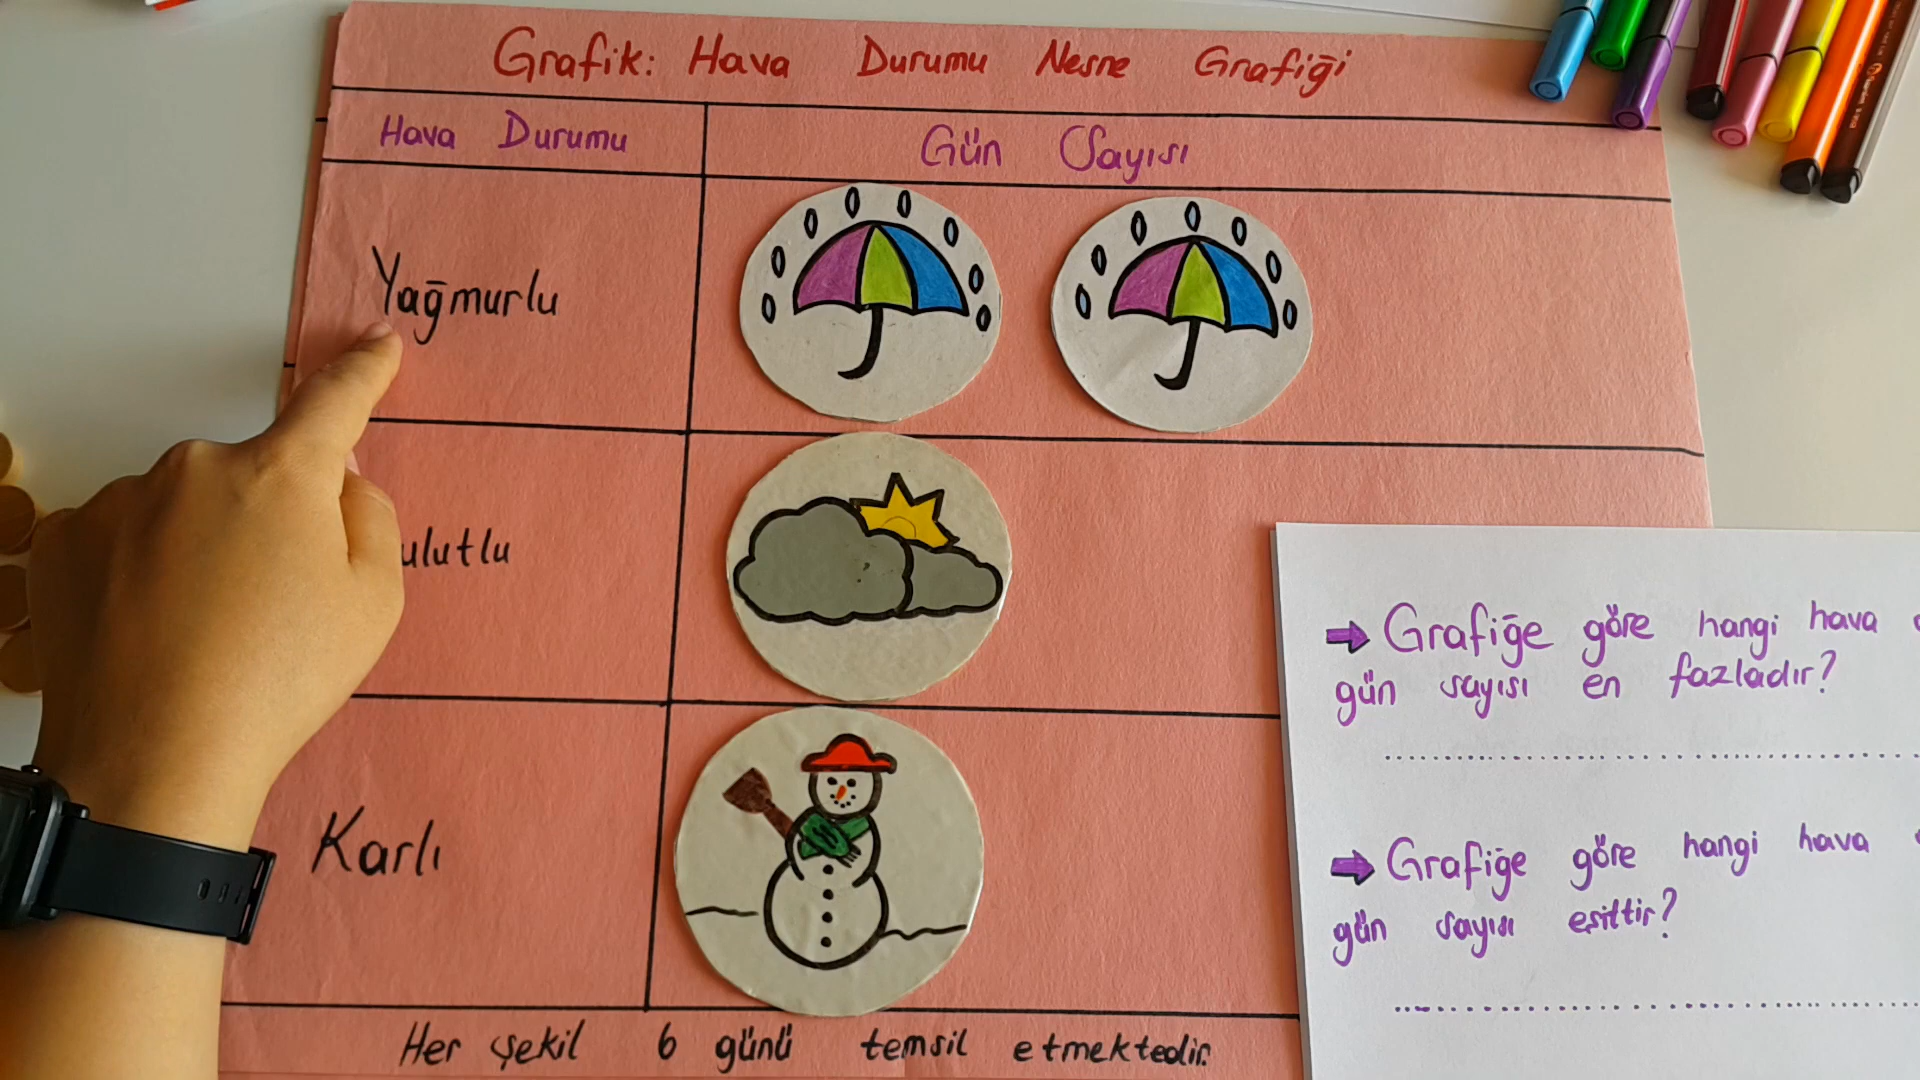 Grafik: Hava Durumu Nesne Grafiği
Hava Durumu
Gün Sayısı
Yağmurlu
ulutlu
Karlı
Her şekil 6 günü temsil etmektedir.
Grafiğe göre hangi hava
gün sayısı en fazladır?
Grafiğe göre hangi hava
gün sayısı eşittir?